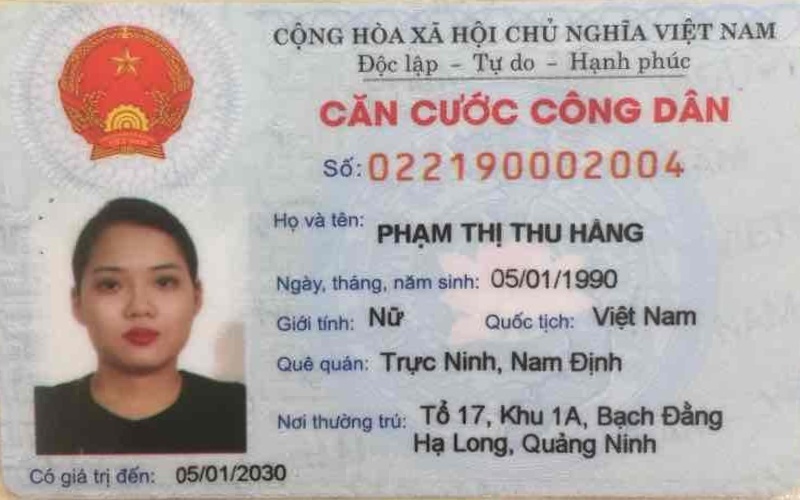 CỘNG HÒA XÃ HỘI CHỦ NGHĨA VIỆT NAM
Độc lập - Tự do - Hạnh phúc
CĂN CƯỚC CÔNG DÂN
Số: 022190002004
Họ và tên: PHẠM THỊ THU HẰNG
Ngày, tháng, năm sinh: 05/01/1990
Giới tính: Nữ Quốc tịch: Việt Nam
Quê quán: Trực Ninh, Nam Định
Nơi thường trú: Tổ 17, Khu 1A, Bạch Đằng
Hạ Long, Quảng Ninh
Có giá trị đến: 05/01/2030